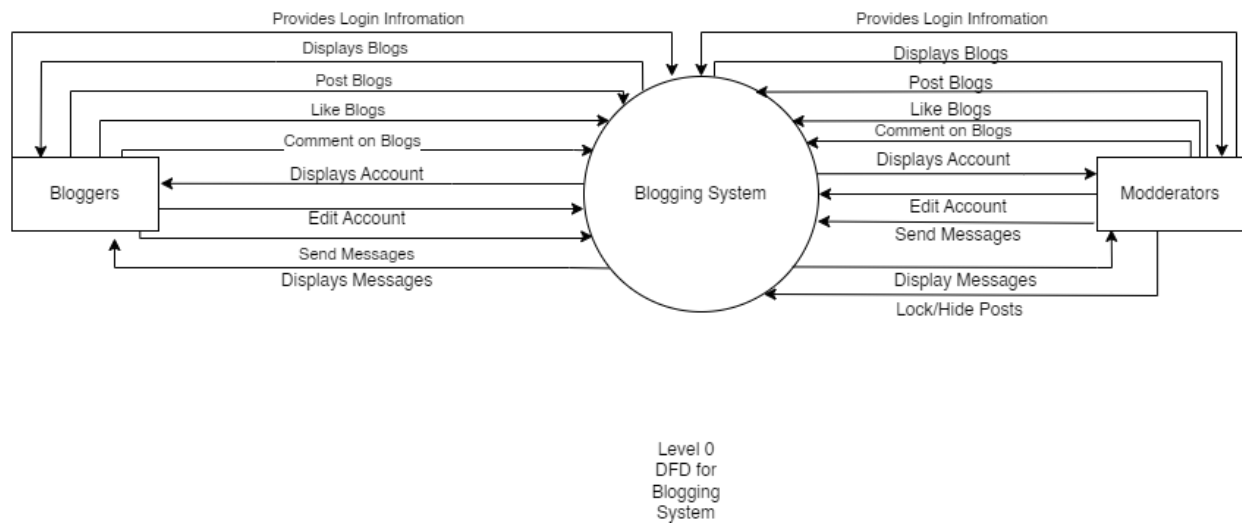 Provides Login Infromation
Displays Blogs
Post Blogs
Like Blogs
Comment on Blogs
Displays Account
Bloggers
Edit Account
Send Messages
Displays Messages
Blogging System
Provides Login Infromation
Displays Blogs
Post Blogs
Like Blogs
Comment on Blogs
Displays Account
Modderators
Edit Account
Send Messages
Display Messages
Lock/Hide Posts
Level 0
DFD for
Blogging
System